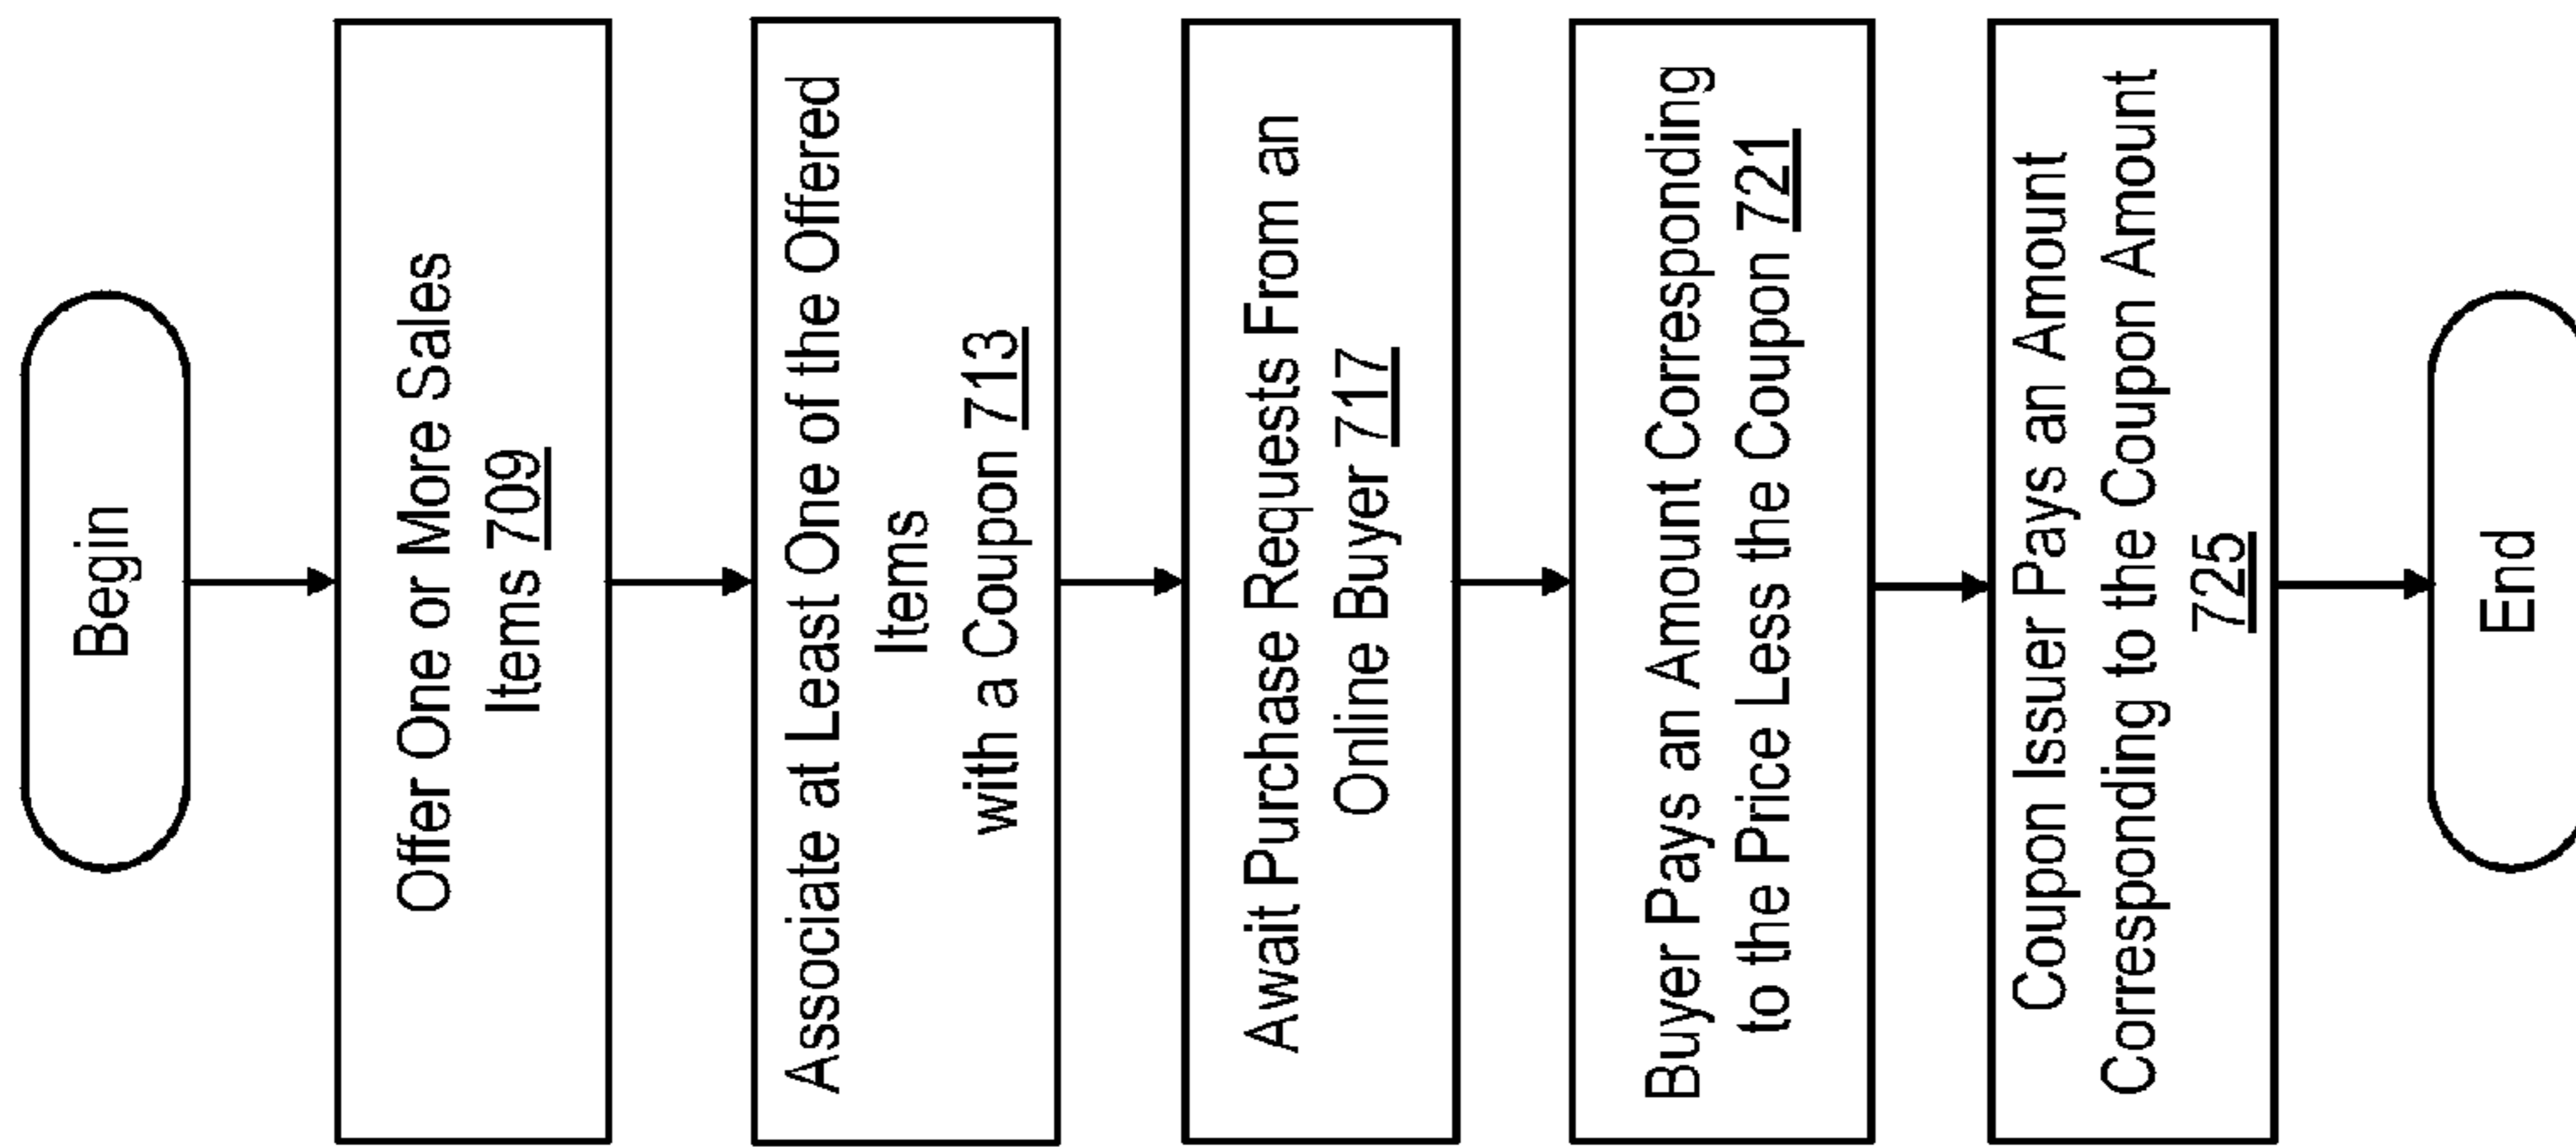 Begin
Offer One or More Sales
Items 709
Associate at Least One of the Offered
Items
with a Coupon 713
Await Purchase Requests From an
Online Buyer 717
Buyer Pays an Amount Corresponding
to the Price Less the Coupon 721
Coupon Issuer Pays an Amount
Corresponding to the Coupon Amount
725
End